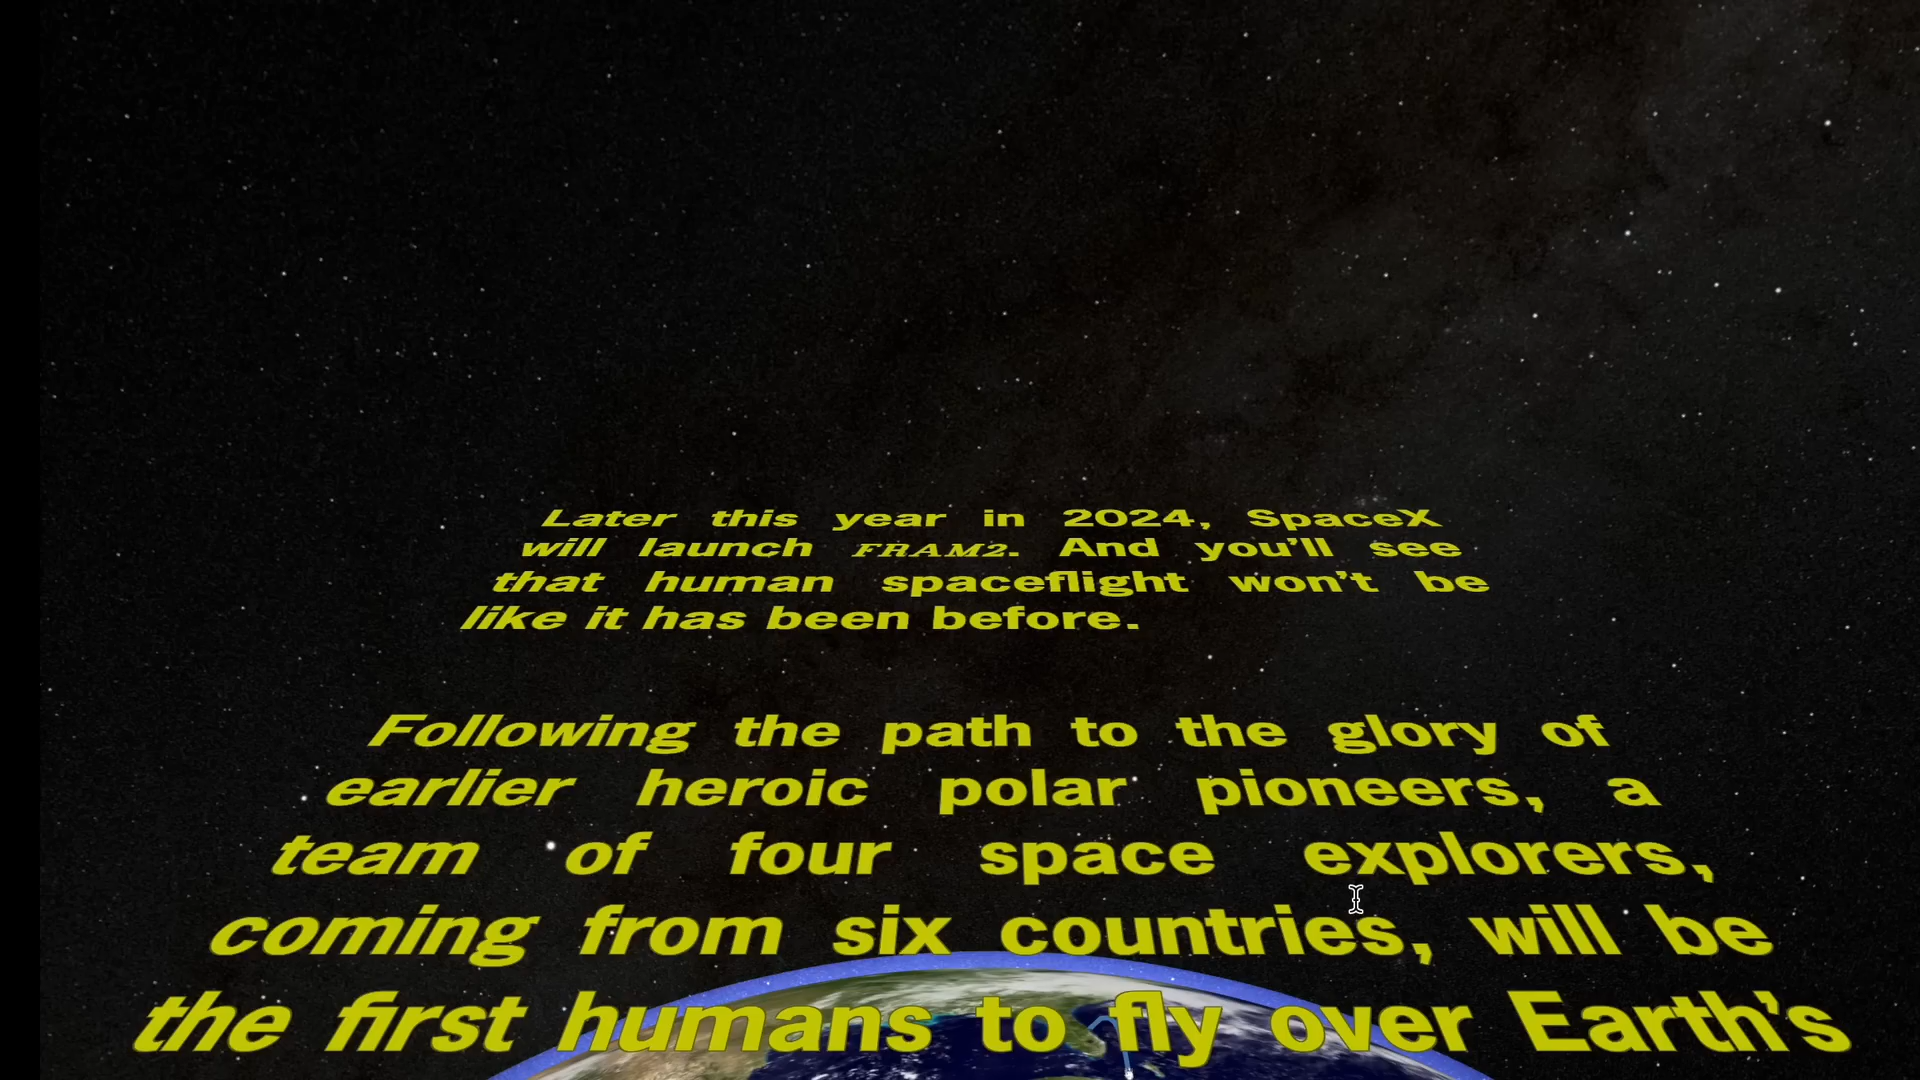 Later this year in 2024, SpaceX
will launch FRAM2. And you'll see
that human spaceflight won't be
like it has been before.
Following the path to the glory of
earlier heroic polar pioneers, a
team of four space explorers,
coming from six countries, will be
the first humans to fly over Earth's